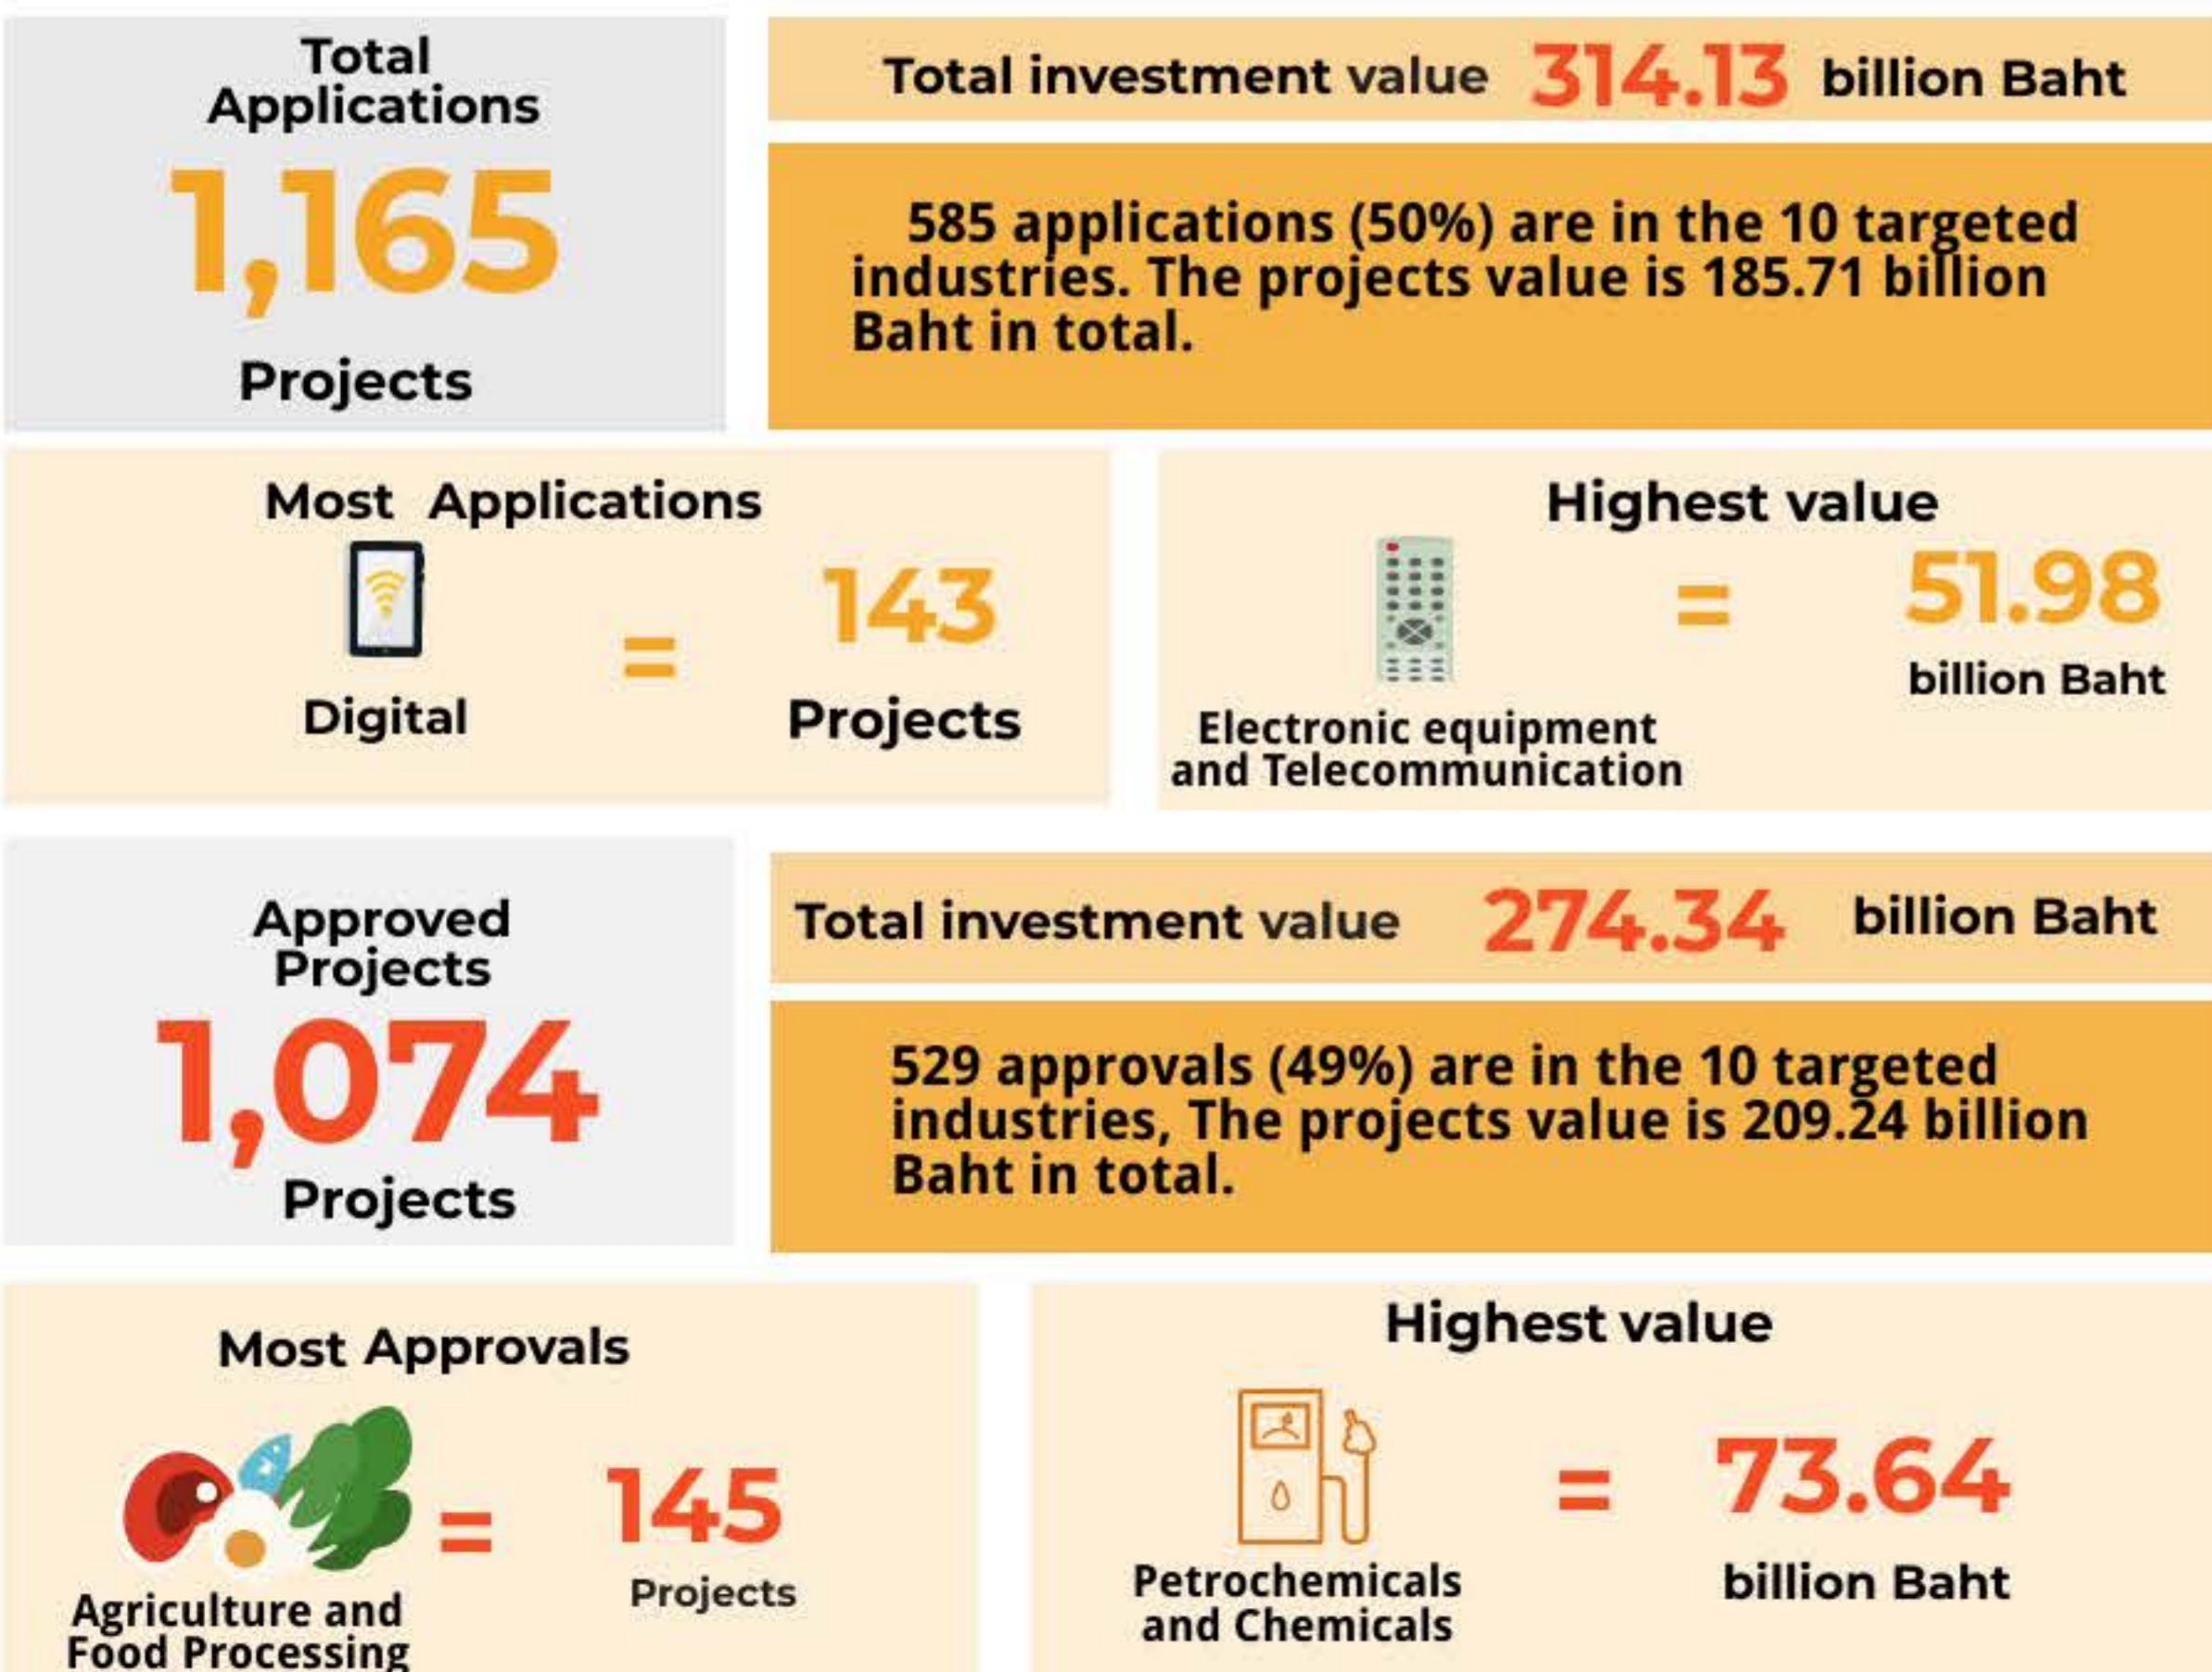 Total
Applications
1,165
Projects
Total investment value 314.13 billion Baht
585 applications (50%) are in the 10 targeted
industries. The projects value is 185.71 billion
Baht in total.
Most Applications
Digital
=
143
Projects
Highest value
Electronic equipment
and Telecommunication
=
51.98
billion Baht
Approved
Projects
1,074
Projects
Total investment value 274.34 billion Baht
529 approvals (49%) are in the 10 targeted
industries, The projects value is 209.24 billion
Baht in total.
Most Approvals
Agriculture and
Food Processing
=
145
Projects
Highest value
Petrochemicals
and Chemicals
=
73.64
billion Baht